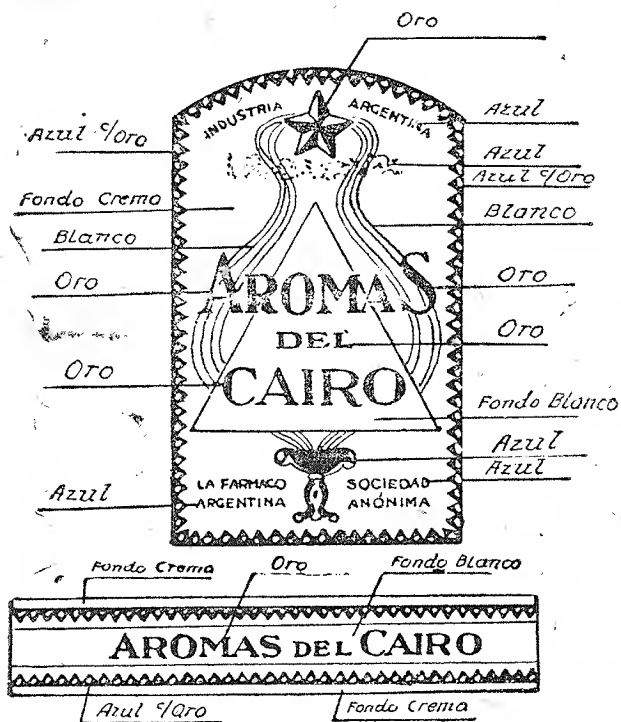 Oro
INDUSTRIA ARGENTINA
Azul
Azul c/Oro
Azul
Azul c/Oro
Fondo Crema
Blanco
Blanco
Oro
AROMAS
Oro
DEL
Oro
Oro
CAIRO
Fondo Blanco
Azul
LA FARMACO
ARGENTINA
SOCIEDAD
ANÓNIMA
Azul
Azul
Fondo Crema
Oro
Fondo Blanco
AROMAS DEL CAIRO
Azul c/Oro
Fondo Crema